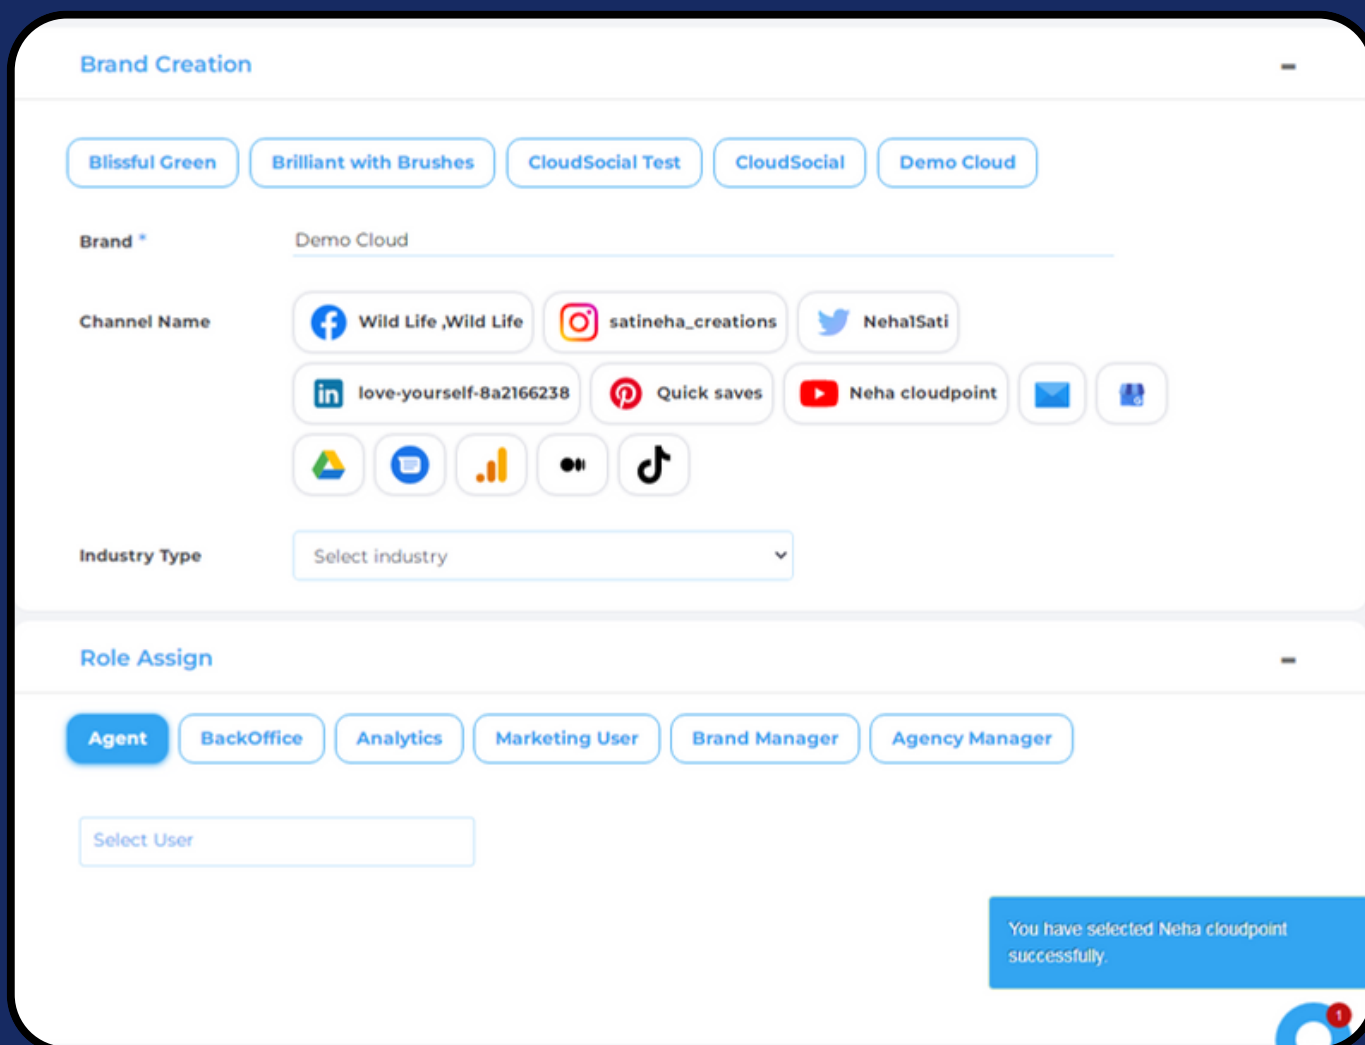 Brand Creation
Blissful Green Brilliant with Brushes CloudSocial Test CloudSocial Demo Cloud
Brand * Demo Cloud
Channel Name Wild Life ,Wild Life satineha_creations Neha1Sati
in love-yourself-8a2166238 Quick saves Neha cloudpoint
Industry Type Select industry
Role Assign
Agent BackOffice Analytics Marketing User Brand Manager Agency Manager
Select User
You have selected Neha cloudpoint
successfully.
1